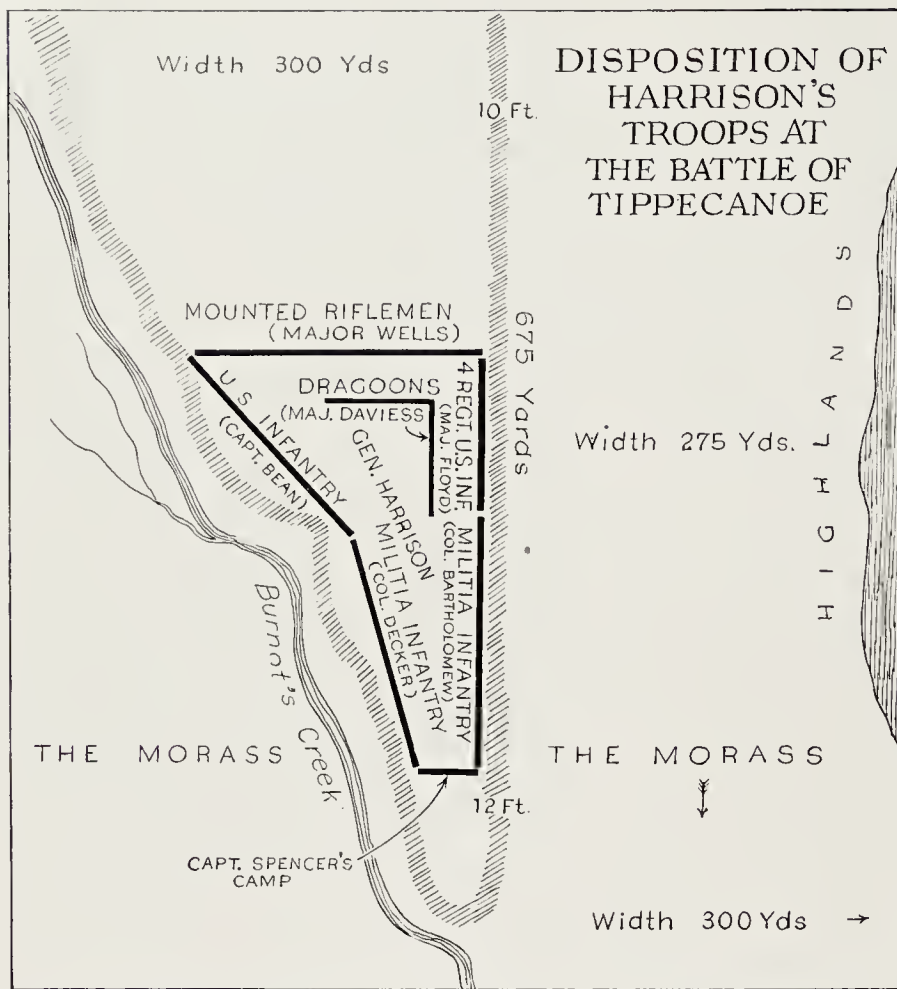 Width 300 Yds
DISPOSITION OF
HARRISON'S
TROOPS AT
THE BATTLE OF
TIPPECANOE
10 Ft.
MOUNTED RIFLEMEN
(MAJOR WELLS)
675 Yards
U S INFANTRY
(CAPT. BEAN)
DRAGOONS
(MAJ. DAVIESS
GEN. HARRISON
4 REGT. U.S. INF.
(MAJ. FLOYD)
MILITIA INFANTRY
(COL. DECKER)
MILITIA INFANTRY
(COL. BARTHOLOMEW)
Width 275 Yds.
HIGHLANDS
Burnot's Creek
THE MORASS
THE MORASS
12 Ft.
CAPT. SPENCER'S
CAMP
Width 300 Yds